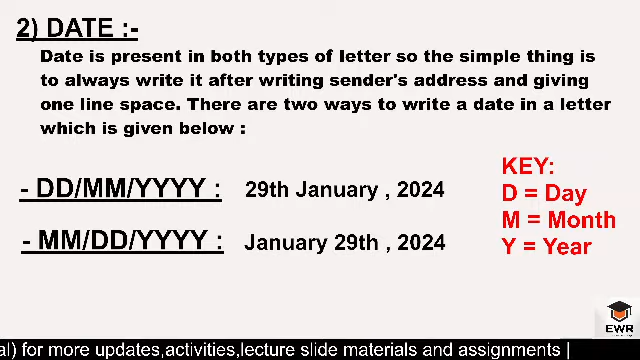 2) DATE :-
Date is present in both types of letter so the simple thing is
to always write it after writing sender's address and giving
one line space. There are two ways to write a date in a letter
which is given below :
- DD/MM/YYYY : 29th January , 2024
- MM/DD/YYYY : January 29th , 2024
KEY:
D = Day
M = Month
Y = Year
EWR
al) for more updates,activities,lecture slide materials and assignments |